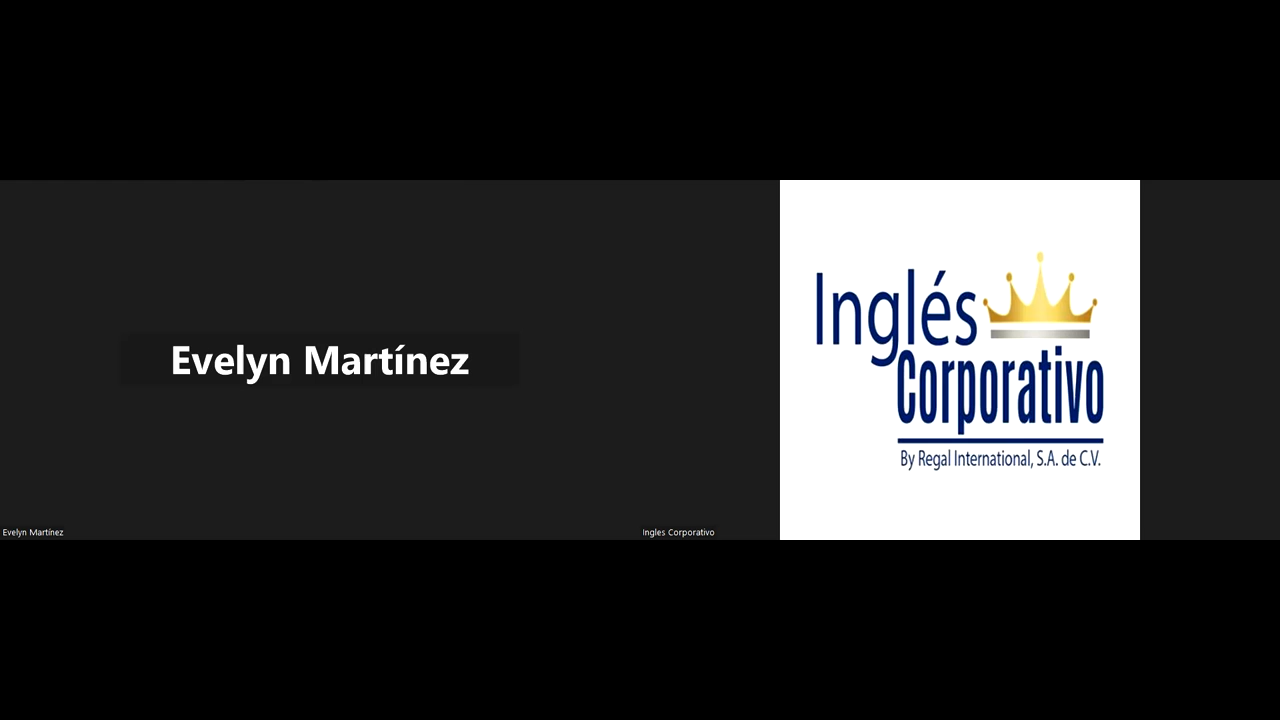 Evelyn Martínez
Inglés
Corporativo
By Regal International, S.A. de C.V.
Evelyn Martínez
Ingles Corporativo